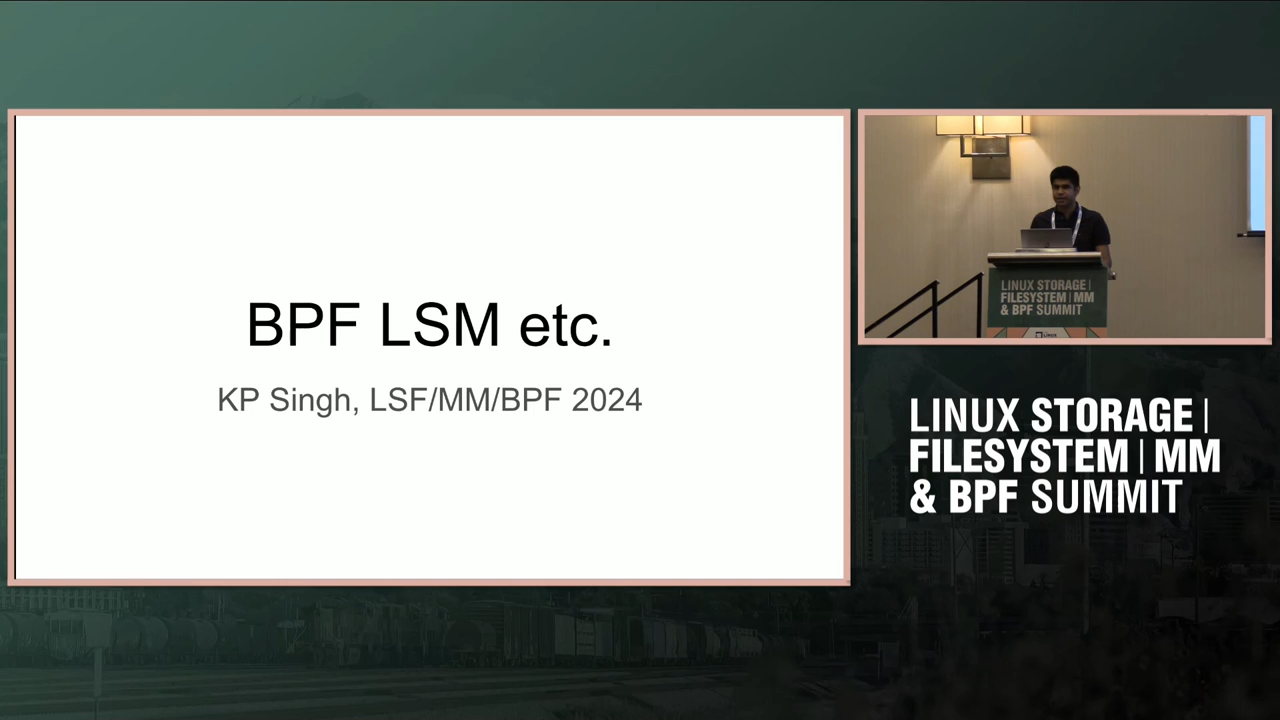 BPF LSM etc.
KP Singh, LSF/MM/BPF 2024
LINUX STORAGE |
FILESYSTEM | MM
& BPF SUMMIT
LINUX STORAGE |
FILESYSTEM | MM
& BPF SUMMIT